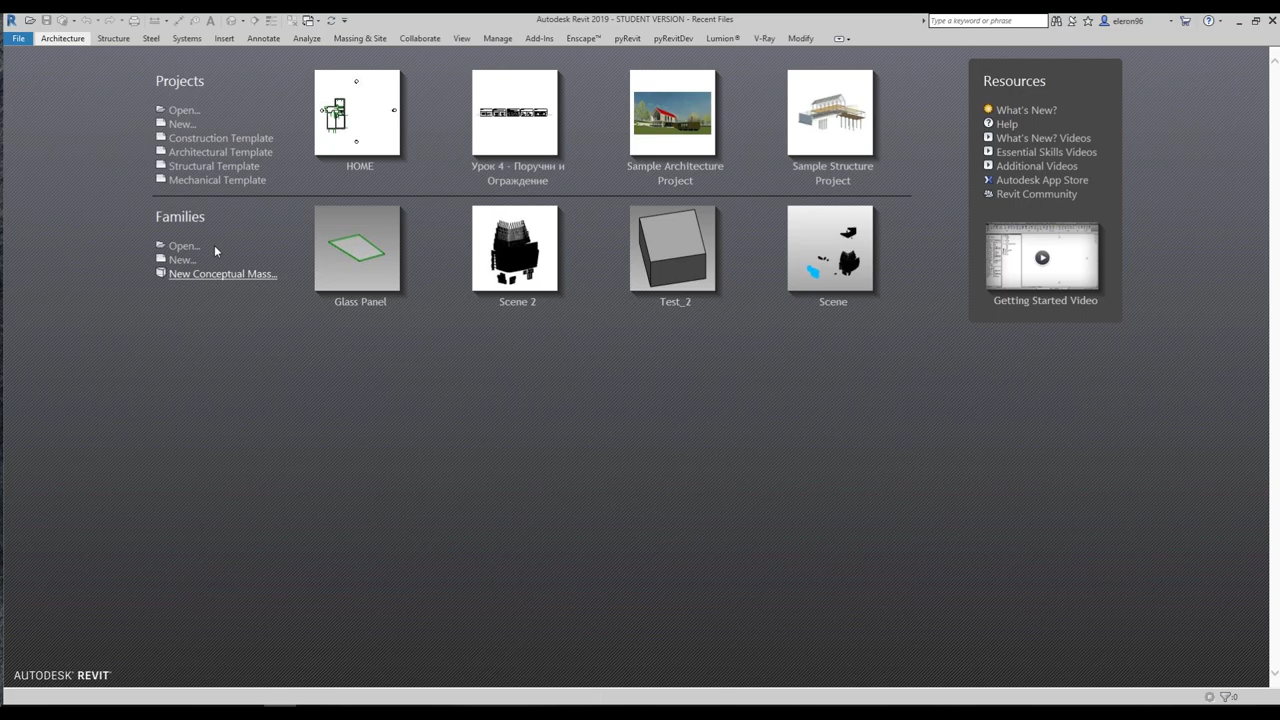 Autodesk Revit 2019 - STUDENT VERSION - Recent Files
Type a keyword or phrase
eleron96
File Architecture Structure Steel Systems Insert Annotate Analyze Massing & Site Collaborate View Manage Add-Ins Enscape™ pyRevit pyRevitDev Lumion® V-Ray Modify
Projects
Open...
New...
Construction Template
Architectural Template
Structural Template
Mechanical Template
HOME
Урок 4 - Поручни и
Ограждение
Sample Architecture
Project
Sample Structure
Project
Families
Open...
New...
New Conceptual Mass...
Glass Panel
Scene 2
Test_2
Scene
Resources
What's New?
Help
What's New? Videos
Essential Skills Videos
Additional Videos
Autodesk App Store
Revit Community
Getting Started Video
AUTODESK® REVIT®
:0